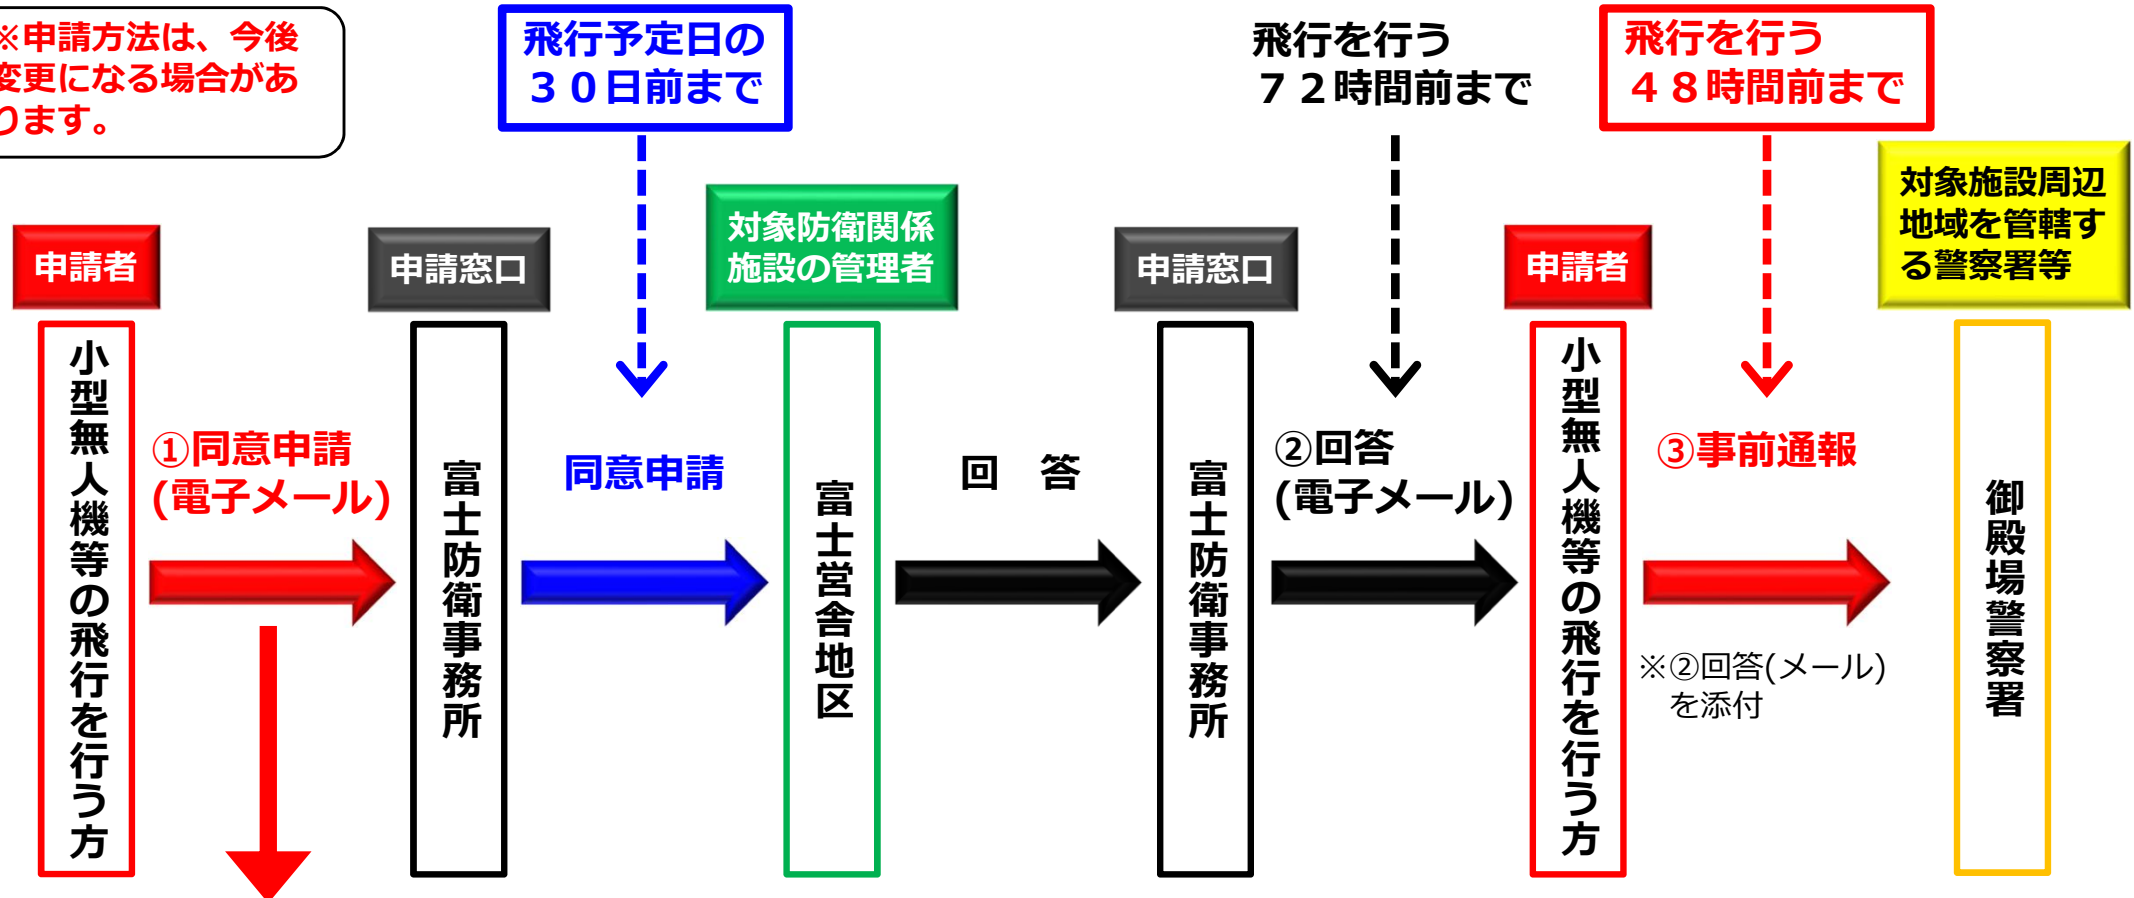 ※申請方法は、今後
変更になる場合があ
ります。
飛行予定日の
３０日前まで
飛行を行う
７２時間前まで
飛行を行う
４８時間前まで
申請者
申請窓口
対象防衛関係
施設の管理者
申請窓口
申請者
対象施設周辺
地域を管轄す
る警察署等
小型無人機等の飛行を行う方
①同意申請
(電子メール)
富士防衛事務所
同意申請
富士営舎地区
回　答
富士防衛事務所
②回答
(電子メール)
小型無人機等の飛行を行う方
③事前通報
※②回答(メール)
を添付
御殿場警察署